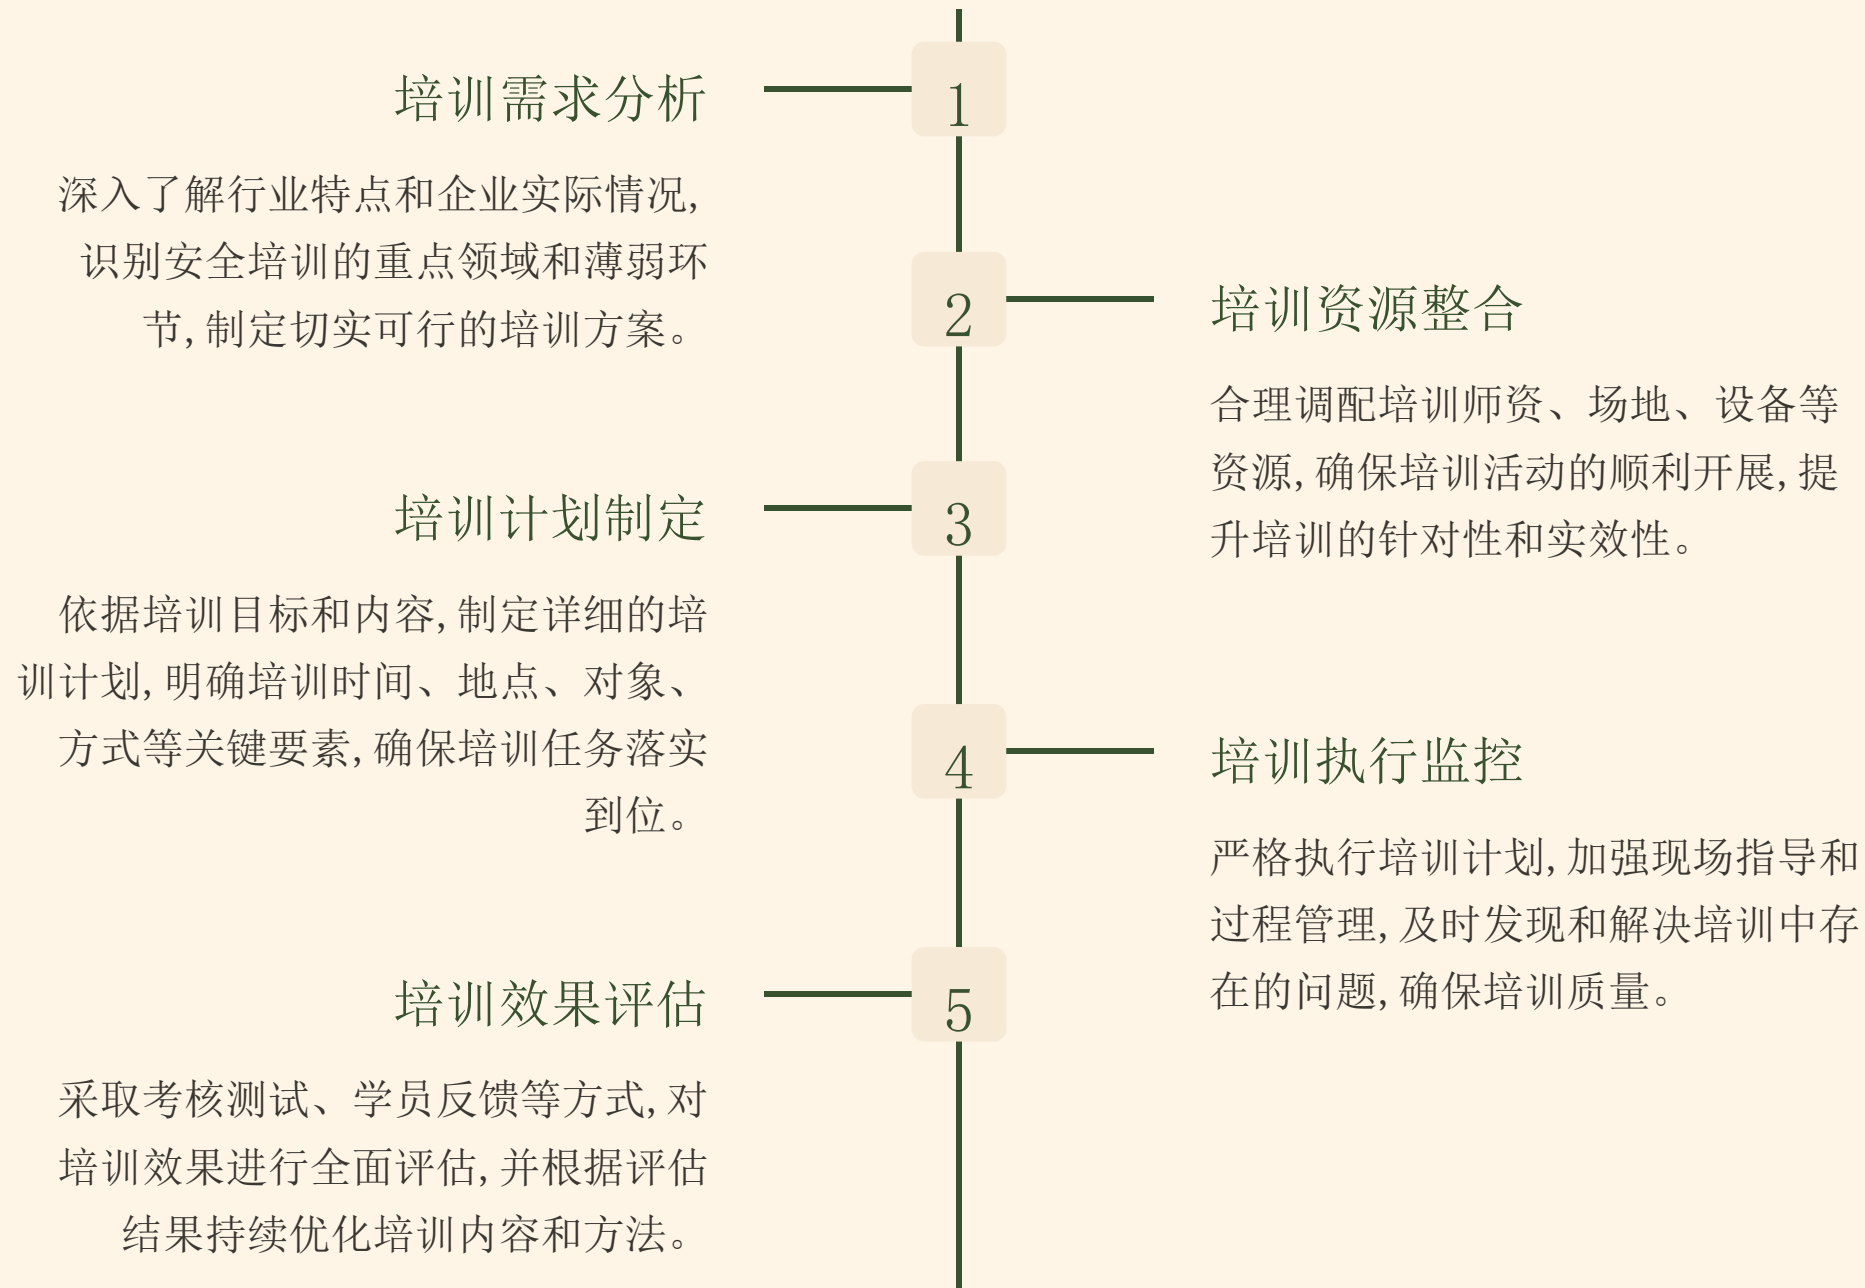 1
培训需求分析
深入了解行业特点和企业实际情况,
识别安全培训的重点领域和薄弱环
节,制定切实可行的培训方案。
2
培训资源整合
合理调配培训师资、场地、设备等
资源,确保培训活动的顺利开展,提
升培训的针对性和实效性。
3
培训计划制定
依据培训目标和内容,制定详细的培
训计划,明确培训时间、地点、对象、
方式等关键要素,确保培训任务落实
到位。
4
培训执行监控
严格执行培训计划,加强现场指导和
过程管理,及时发现和解决培训中存
在的问题,确保培训质量。
5
培训效果评估
采取考核测试、学员反馈等方式,对
培训效果进行全面评估,并根据评估
结果持续优化培训内容和方法。